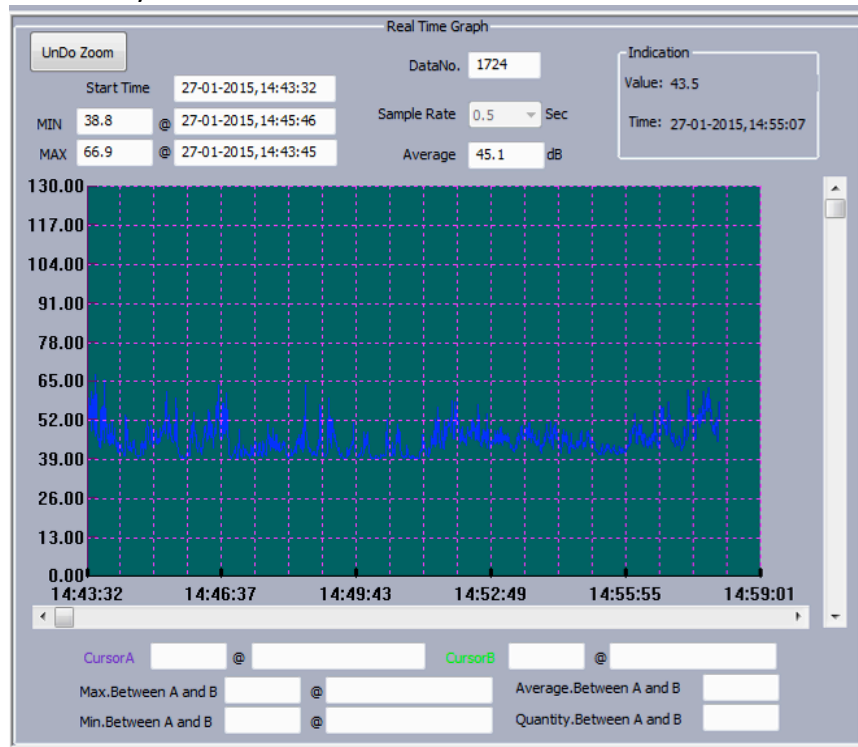 Real Time Graph
UnDo Zoom
DataNo. 1724
Indication
Start Time 27-01-2015,14:43:32
Value: 43.5
MIN 38.8 @ 27-01-2015,14:45:46
Sample Rate 0.5 Sec
Time: 27-01-2015,14:55:07
MAX 66.9 @ 27-01-2015,14:43:45
Average 45.1 dB
130.00
117.00
104.00
91.00
78.00
65.00
52.00
39.00
26.00
13.00
0.00
14:43:32 14:46:37 14:49:43 14:52:49 14:55:55 14:59:01
CursorA @ CursorB @
Max.Between A and B @ Average.Between A and B
Min.Between A and B @ Quantity.Between A and B